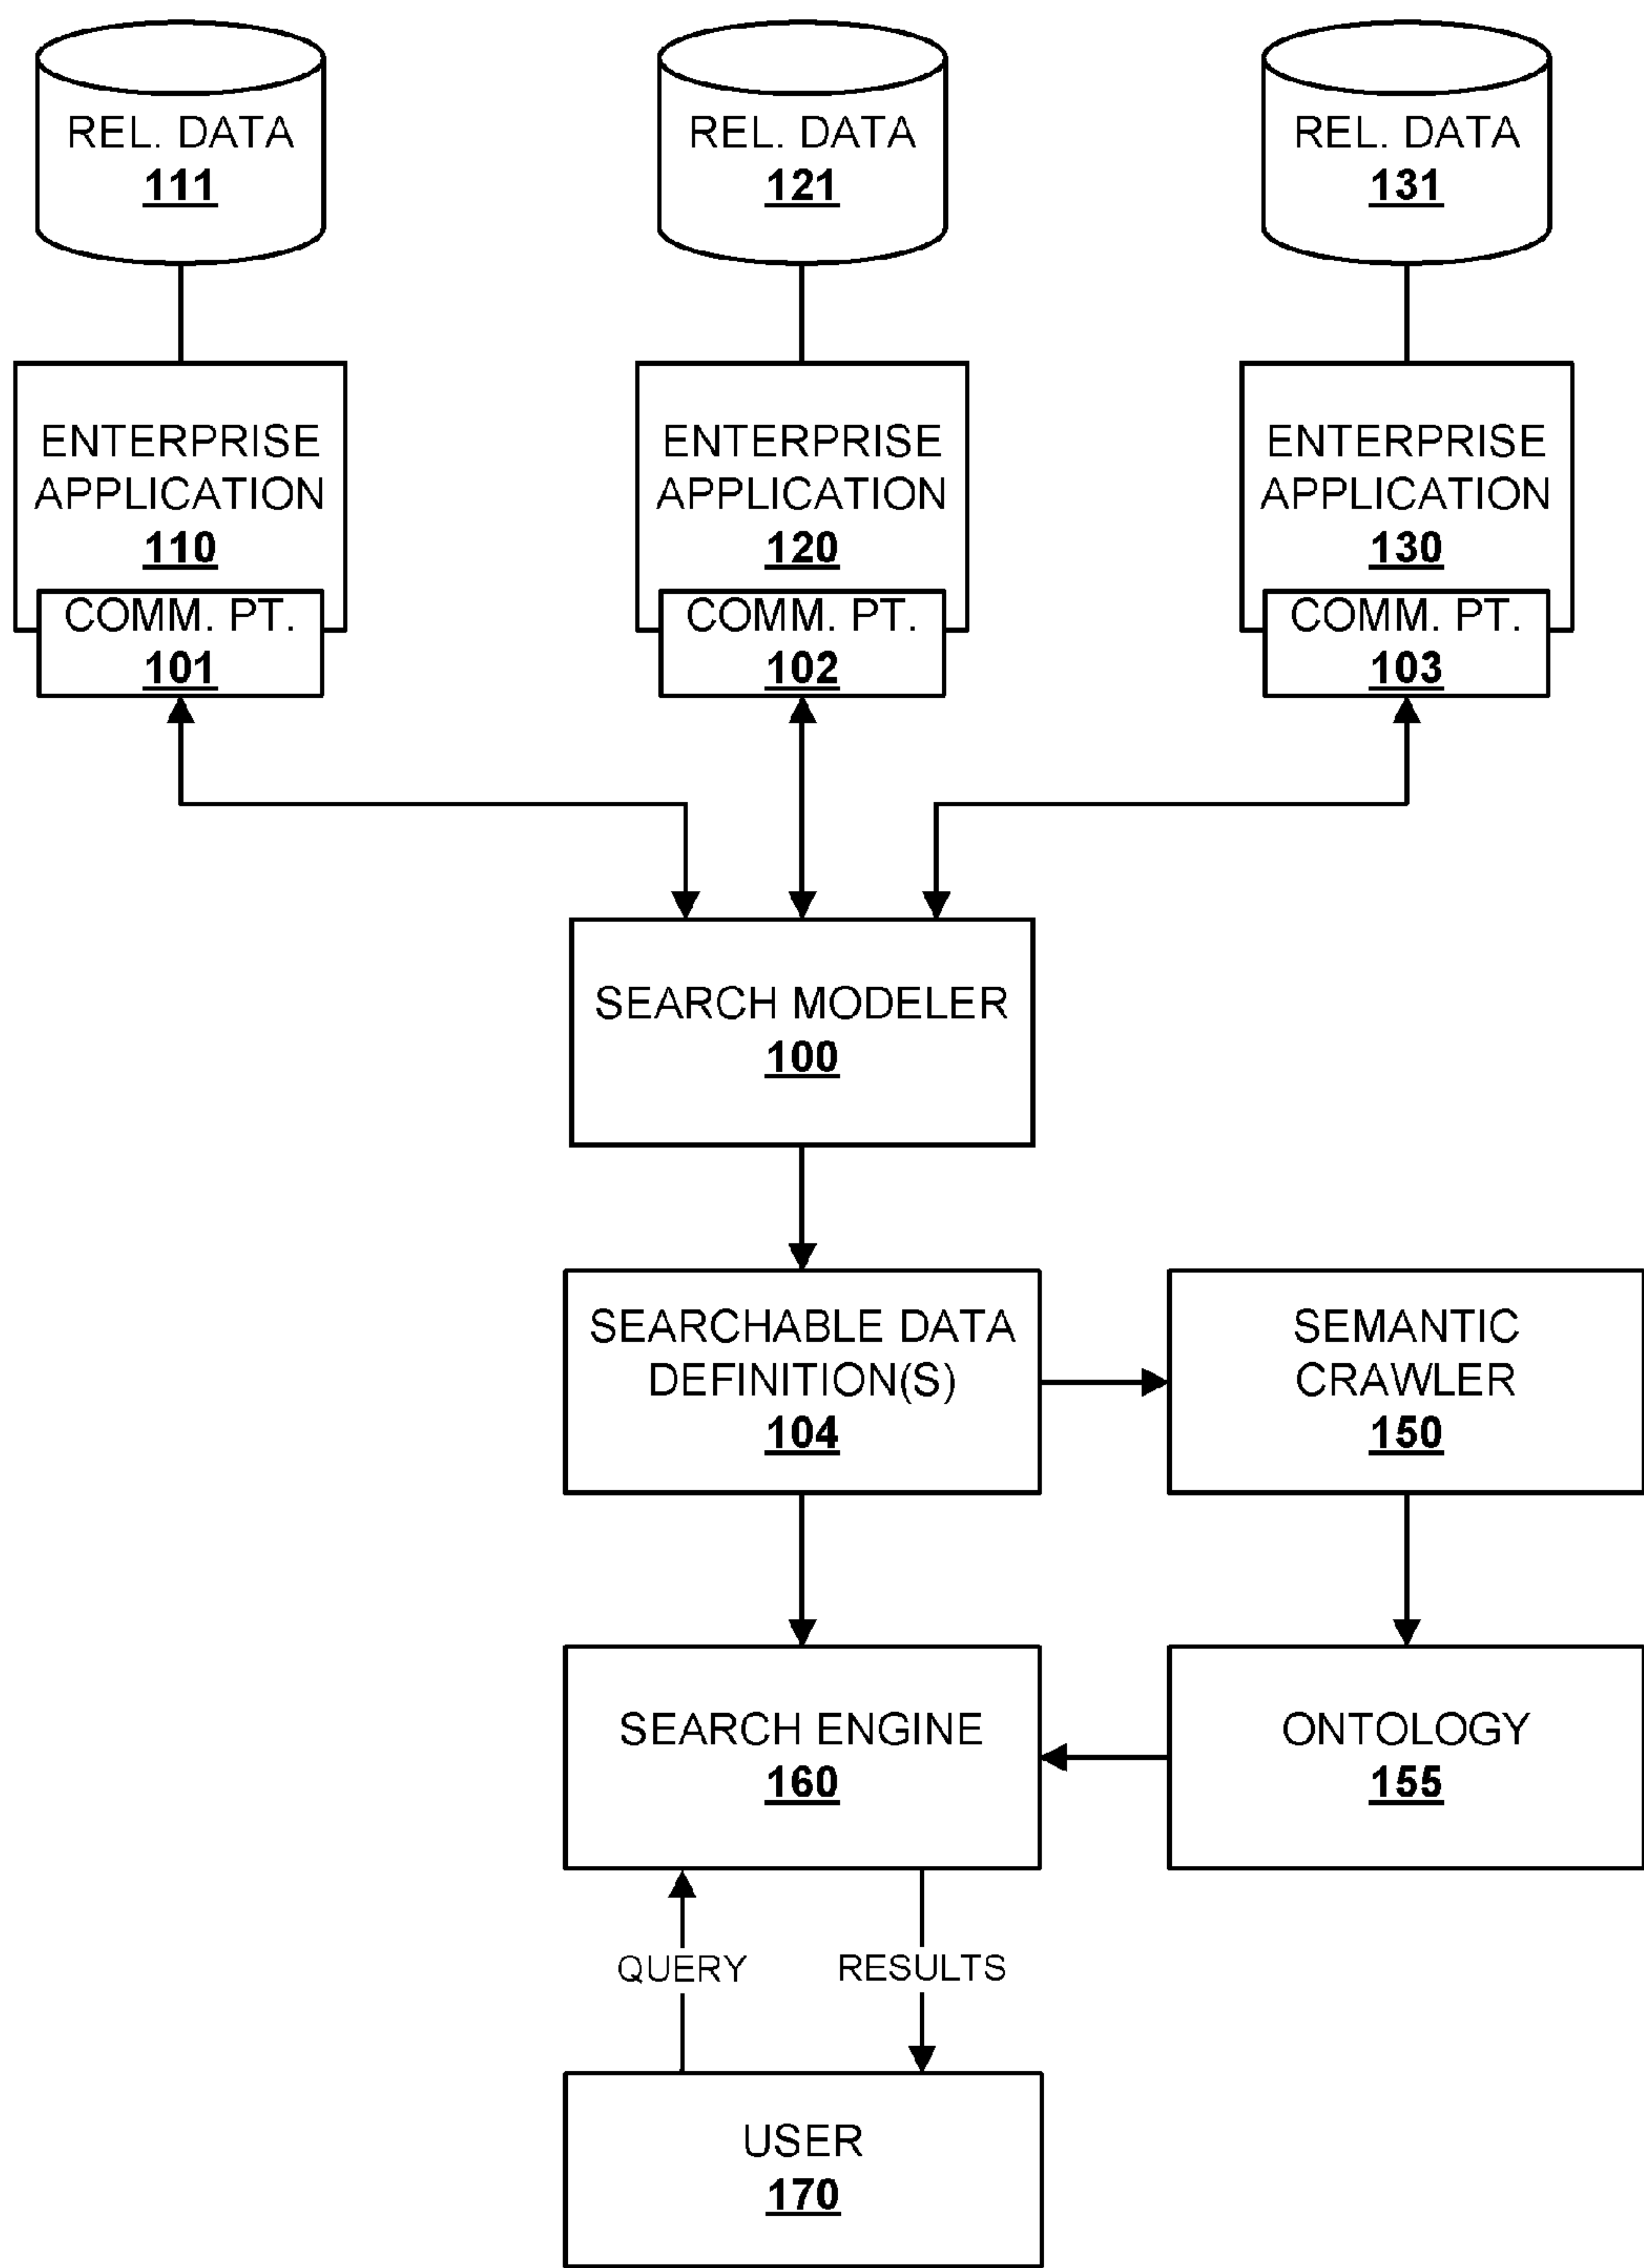 REL. DATA
111
REL. DATA
121
REL. DATA
131
ENTERPRISE
APPLICATION
110
COMM. PT.
101
ENTERPRISE
APPLICATION
120
COMM. PT.
102
ENTERPRISE
APPLICATION
130
COMM. PT.
103
SEARCH MODELER
100
SEARCHABLE DATA
DEFINITION(S)
104
SEMANTIC
CRAWLER
150
SEARCH ENGINE
160
ONTOLOGY
155
QUERY
RESULTS
USER
170